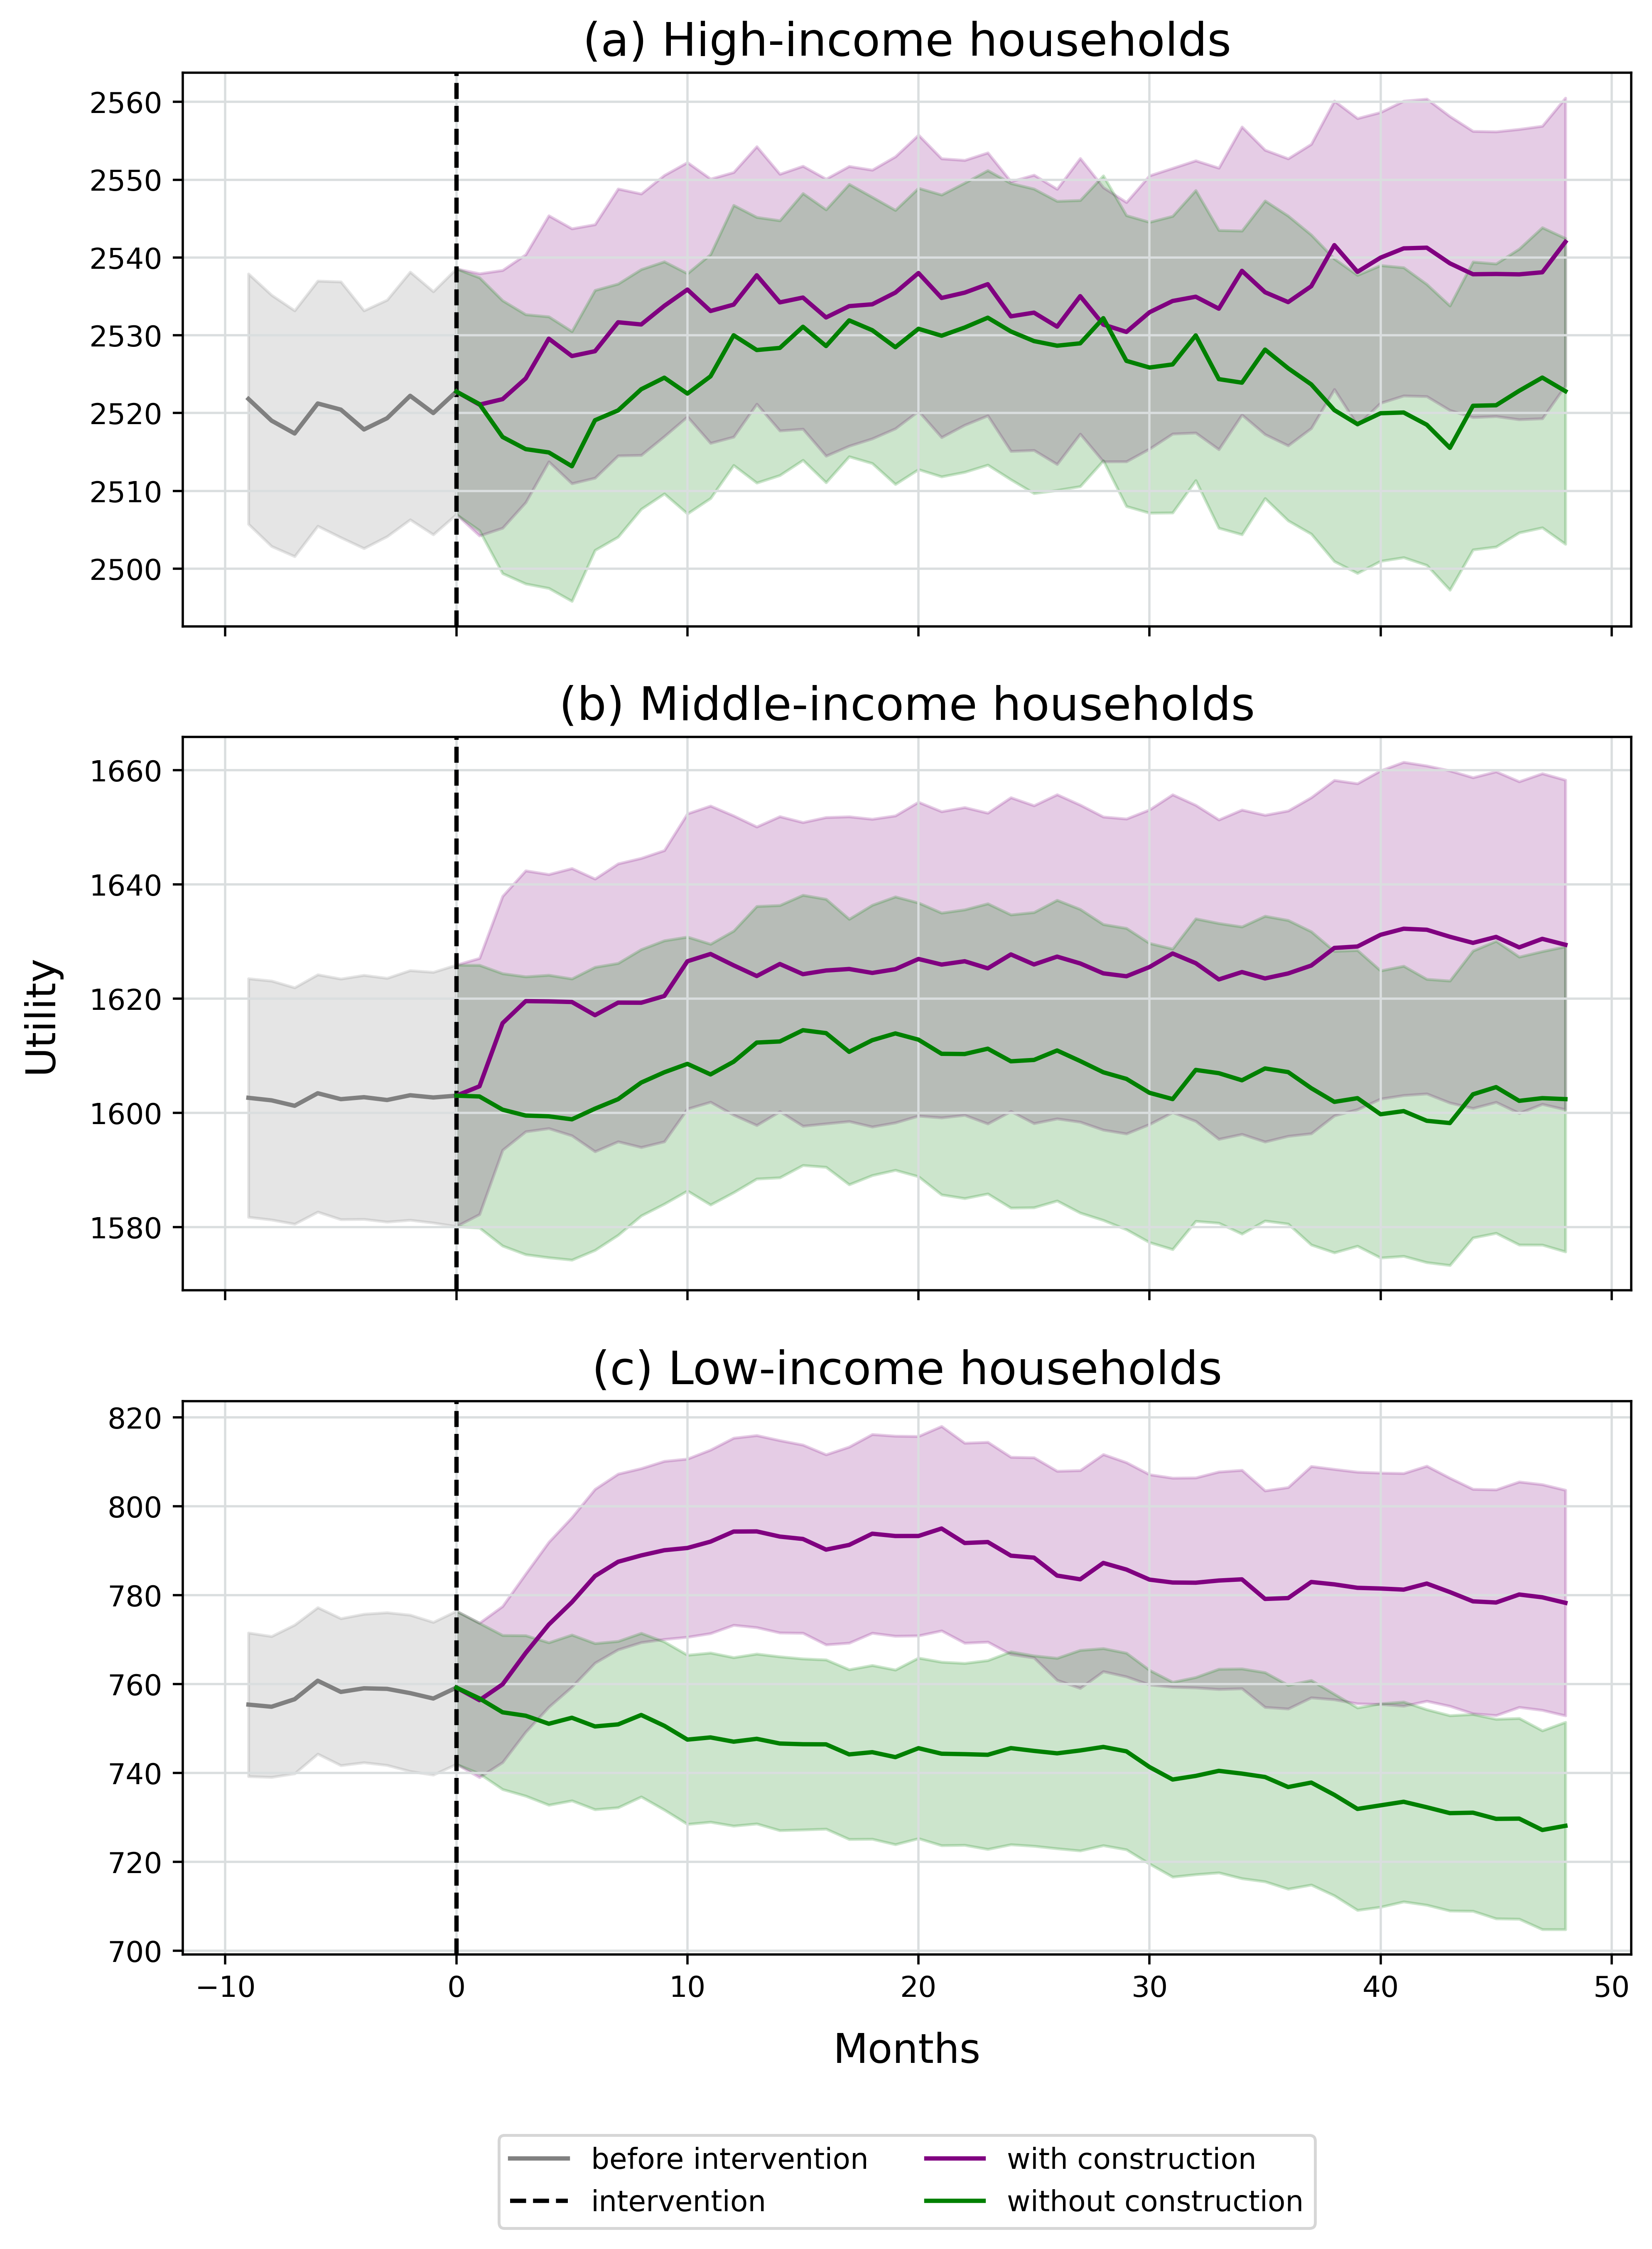 (a) High-income households
2560
2550
2540
2530
2520
2510
2500
(b) Middle-income households
1660
1640
1620
1600
1580
Utility
(c) Low-income households
820
800
780
760
740
720
700
−10 0 10 20 30 40 50
Months
before intervention with construction
intervention without construction